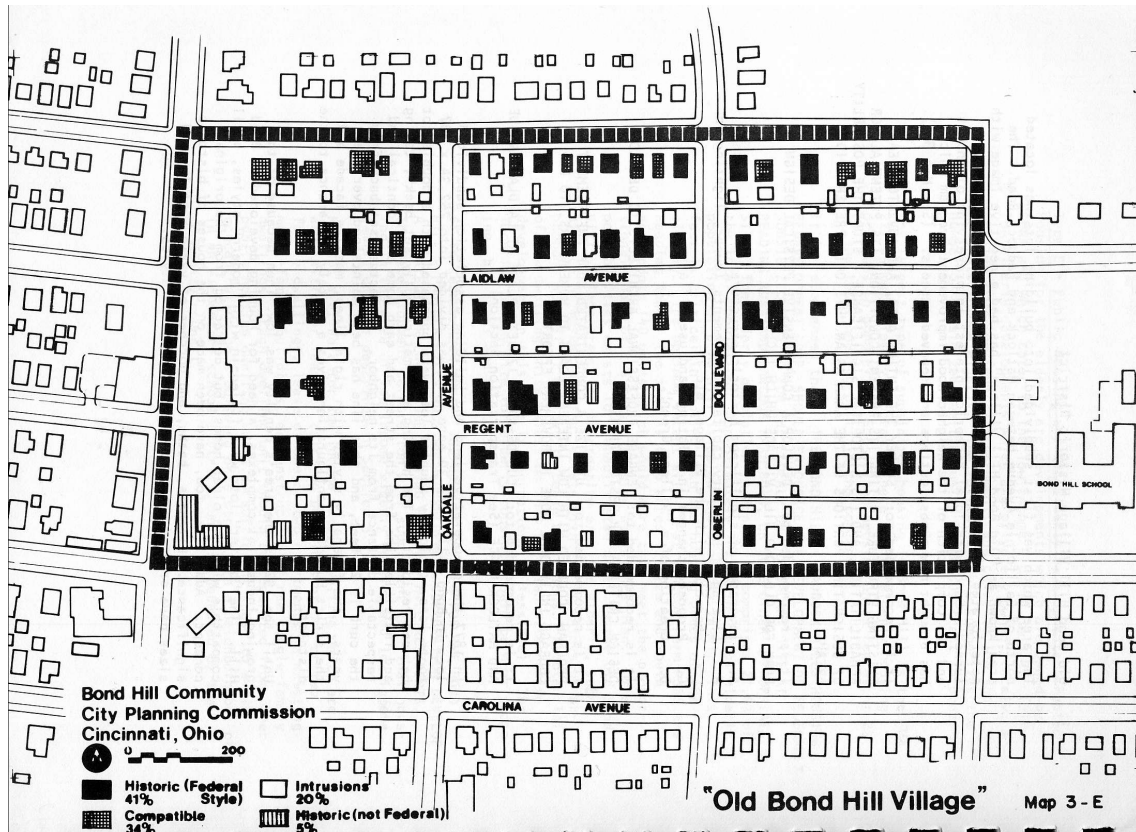 LAIDLAW AVENUE
AVENUE
BOULEVARD
REGENT AVENUE
OAKDALE
OBERLIN
BOND HILL SCHOOL
CAROLINA AVENUE
Bond Hill Community
City Planning Commission
Cincinnati, Ohio
0 200
Historic (Federal Style)
41%
Intrusions
20%
Compatible
34%
Historic (not Federal)
5%
"Old Bond Hill Village" Map 3-E